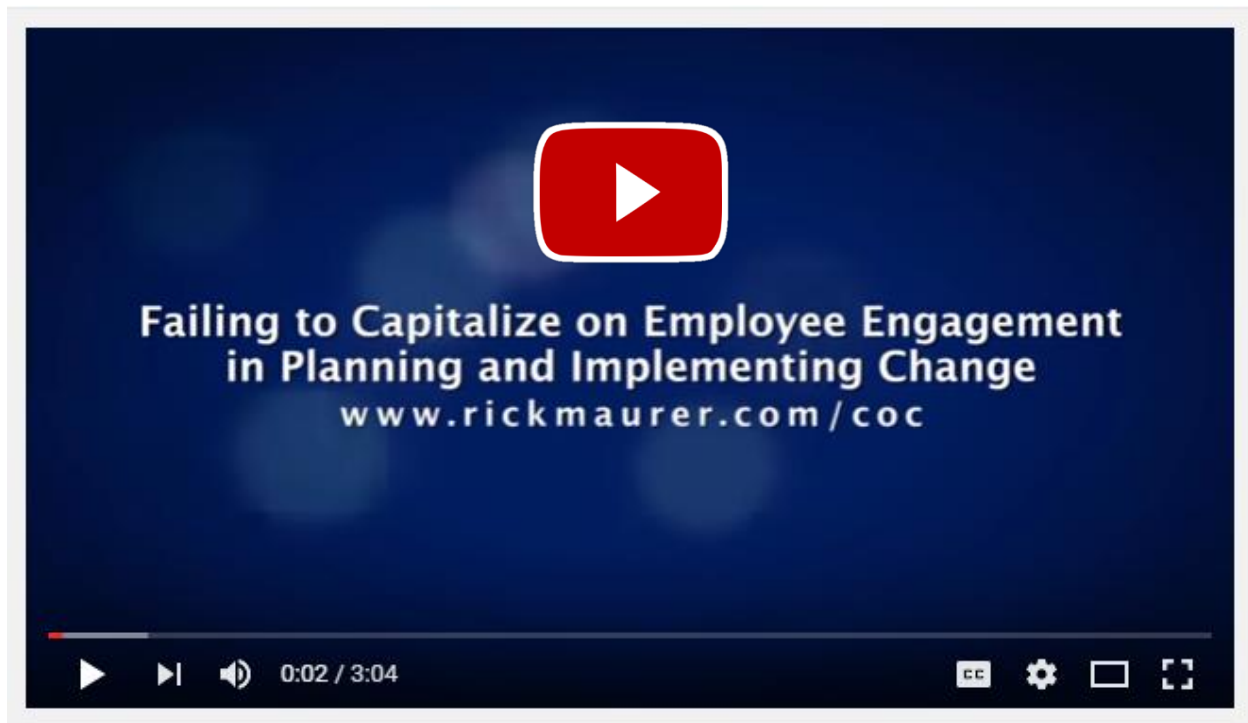 Failing to Capitalize on Employee Engagement
in Planning and Implementing Change
www.rickmaurer.com/coc
0:02 / 3:04
CC